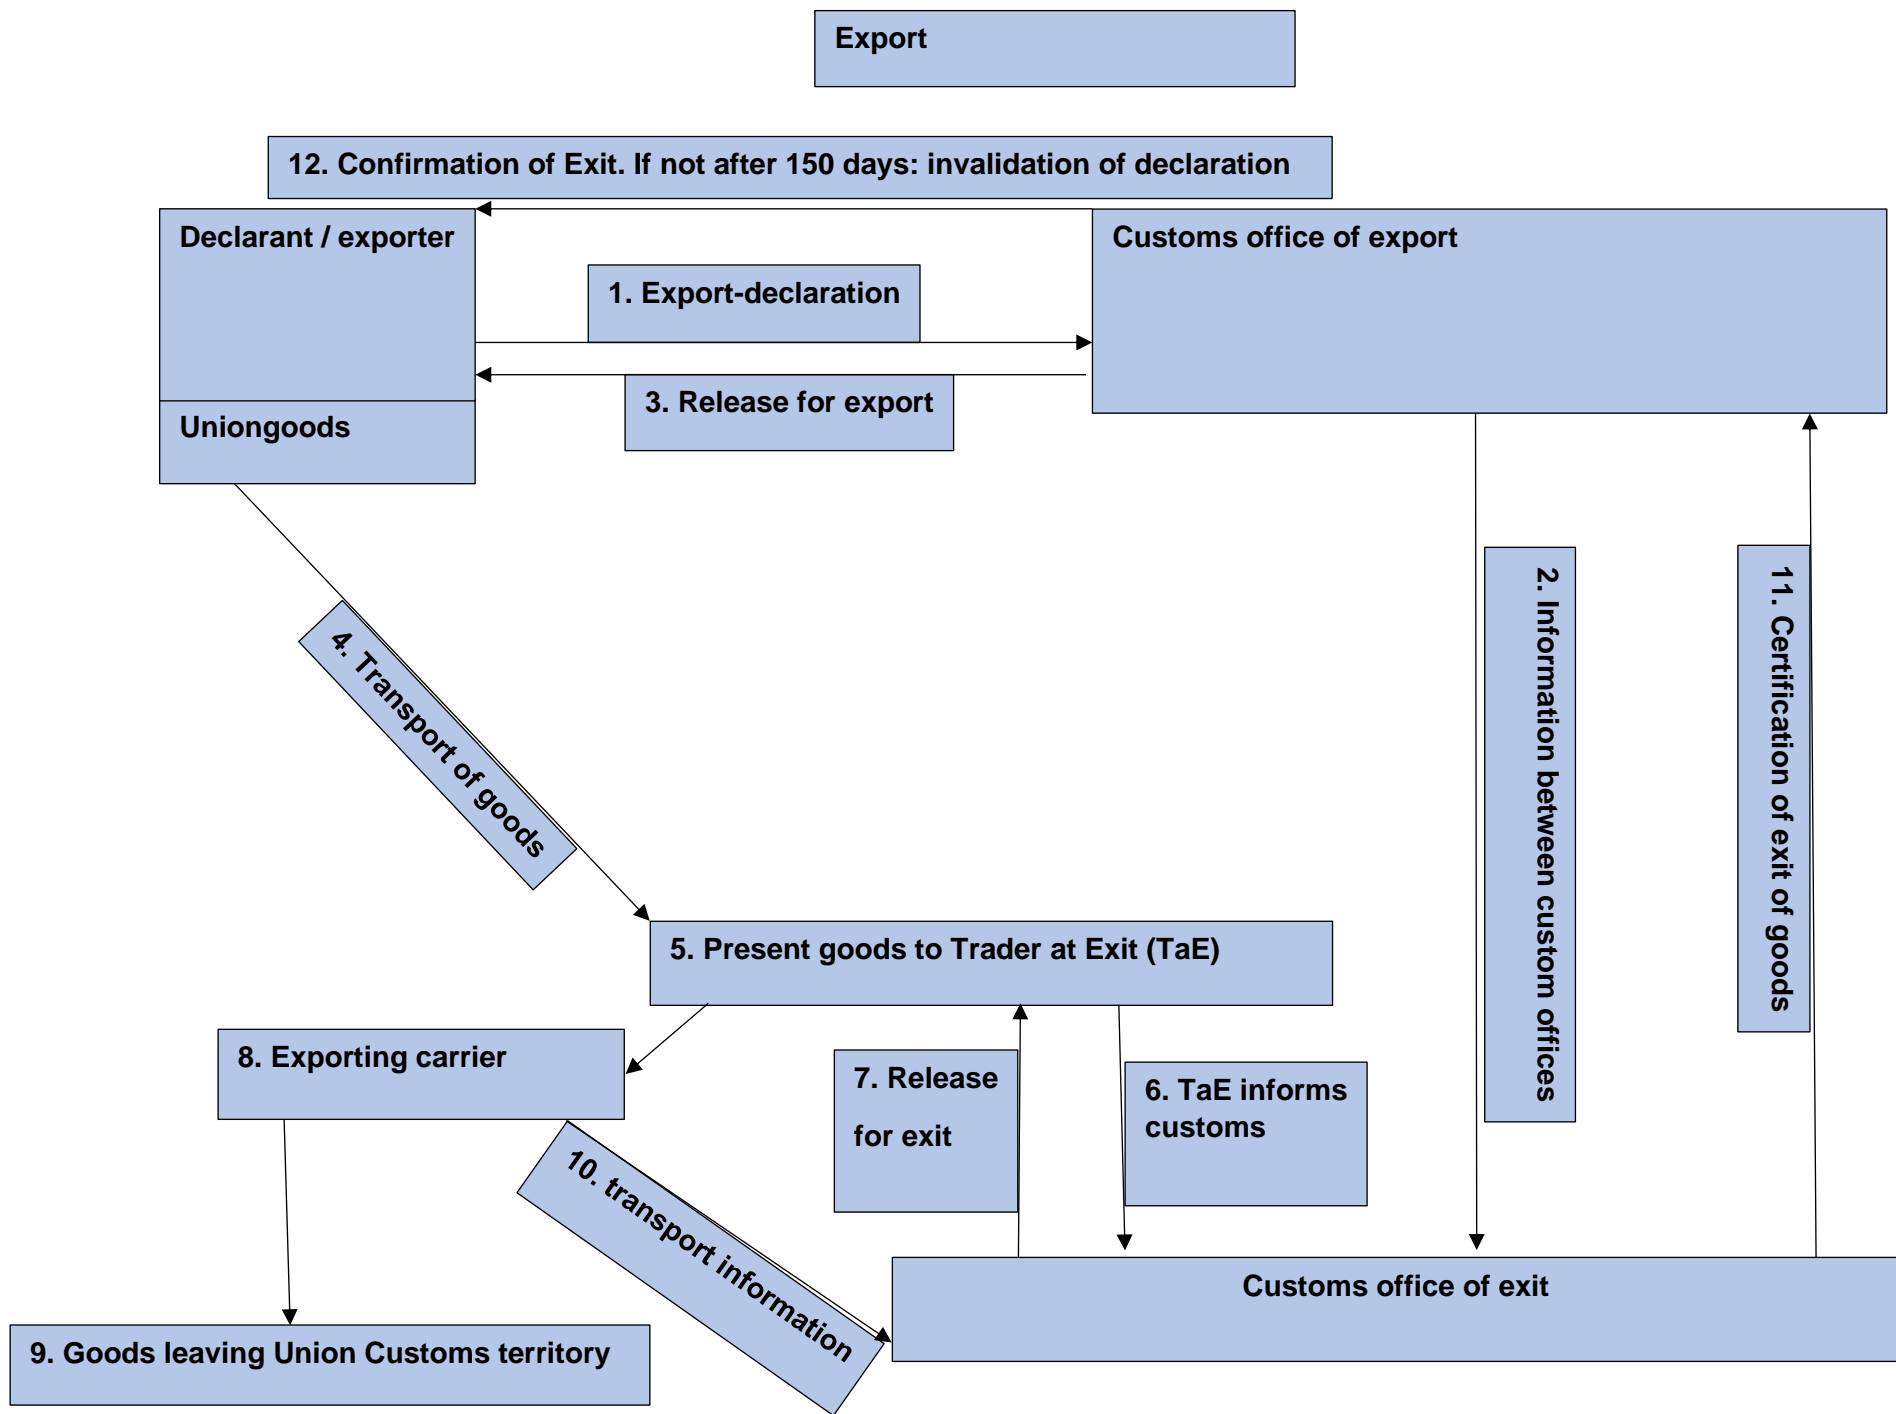 Export
12. Confirmation of Exit. If not after 150 days: invalidation of declaration
Declarant / exporter
Customs office of export
1. Export-declaration
3. Release for export
Uniongoods
2. Information between custom offices
11. Certification of exit of goods
4. Transport of goods
5. Present goods to Trader at Exit (TaE)
8. Exporting carrier
7. Release
for exit
6. TaE informs
customs
10. transport information
Customs office of exit
9. Goods leaving Union Customs territory